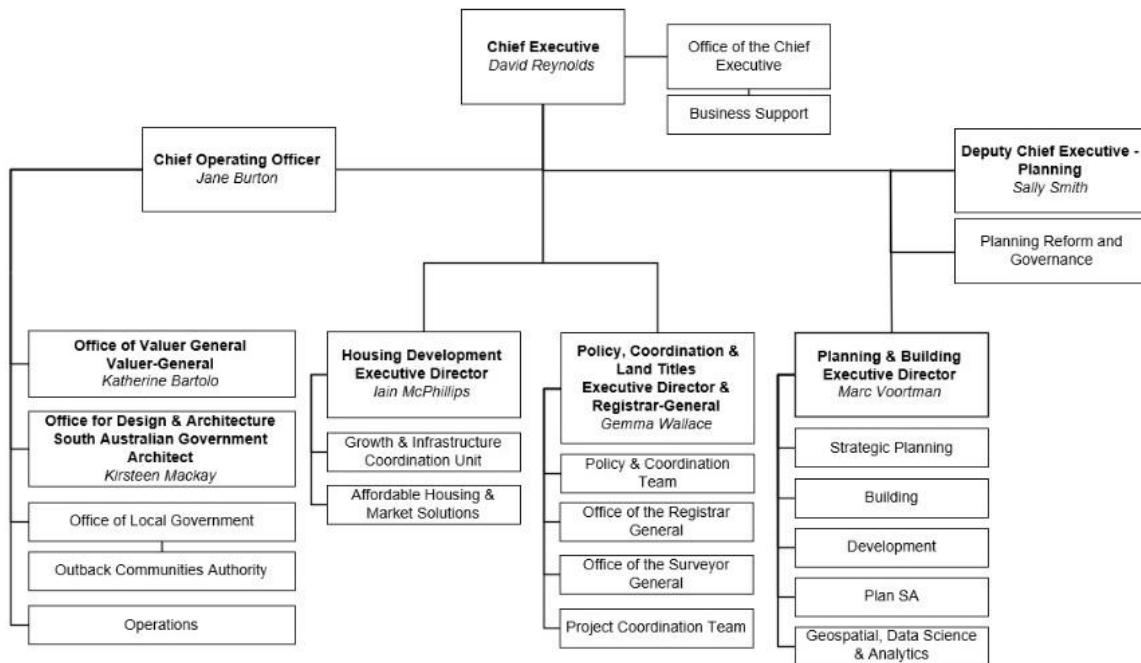 Chief Executive
David Reynolds
Office of the Chief
Executive
Business Support
Chief Operating Officer
Jane Burton
Deputy Chief Executive -
Planning
Sally Smith
Planning Reform and
Governance
Office of Valuer General
Valuer-General
Katherine Bartolo
Office for Design & Architecture
South Australian Government
Architect
Kirsteen Mackay
Office of Local Government
Outback Communities Authority
Operations
Housing Development
Executive Director
Iain McPhillips
Growth & Infrastructure
Coordination Unit
Affordable Housing &
Market Solutions
Policy, Coordination &
Land Titles
Executive Director &
Registrar-General
Gemma Wallace
Policy & Coordination
Team
Office of the Registrar
General
Office of the Surveyor
General
Project Coordination Team
Planning & Building
Executive Director
Marc Voortman
Strategic Planning
Building
Development
Plan SA
Geospatial, Data Science
& Analytics